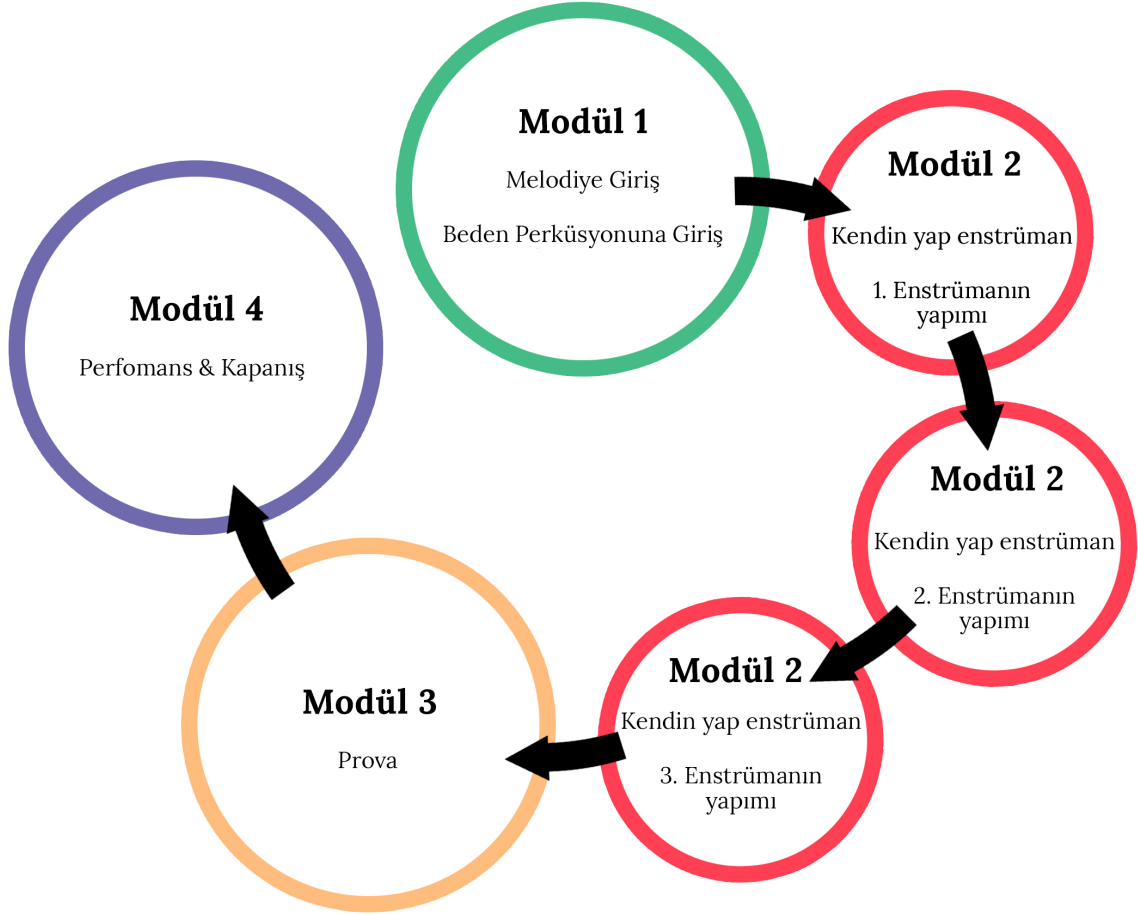 Modül 1
Melodiye Giriş
Beden Perküsyonuna Giriş
Modül 2
Kendin yap enstrüman
1. Enstrümanın
yapımı
Modül 2
Kendin yap enstrüman
2. Enstrümanın
yapımı
Modül 2
Kendin yap enstrüman
3. Enstrümanın
yapımı
Modül 3
Prova
Modül 4
Perfomans & Kapanış